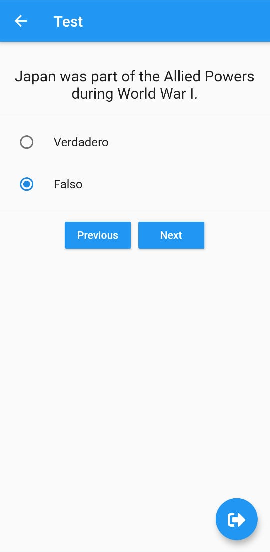 Test
Japan was part of the Allied Powers
during World War I.
Verdadero
Falso
Previous
Next